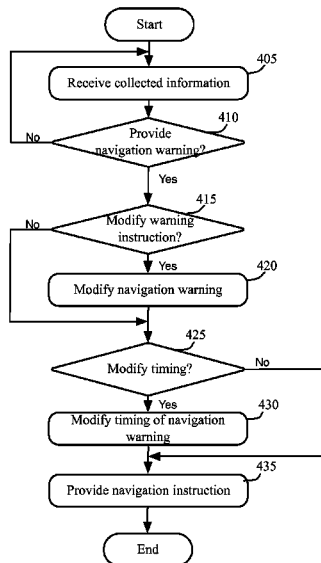 Start
405
Receive collected information
410
Provide
navigation warning?
No
Yes
415
Modify warning
instruction?
No
Yes
420
Modify navigation warning
425
Modify timing?
No
Yes
430
Modify timing of navigation
warning
435
Provide navigation instruction
End